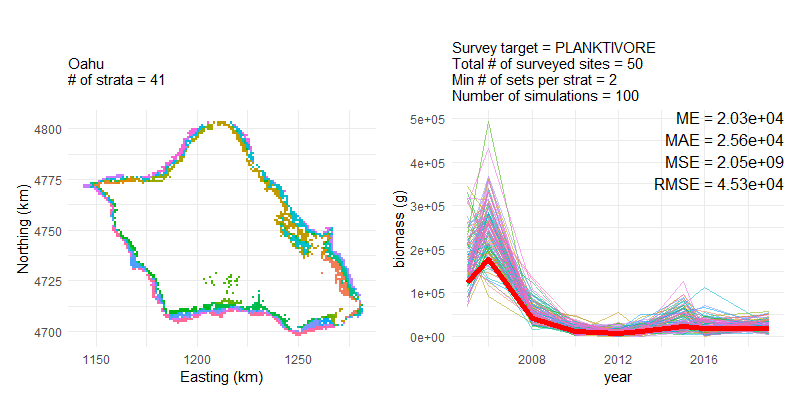 Oahu
# of strata = 41
4800
4775
4750
4725
4700
Northing (km)
1150
1200
1250
Easting (km)
Survey target = PLANKTIVORE
Total # of surveyed sites = 50
Min # of sets per strat = 2
Number of simulations = 100
ME = 2.03e+04
MAE = 2.56e+04
MSE = 2.05e+09
RMSE = 4.53e+04
5e+05
4e+05
3e+05
2e+05
1e+05
0e+00
biomass (g)
2008
2012
2016
year